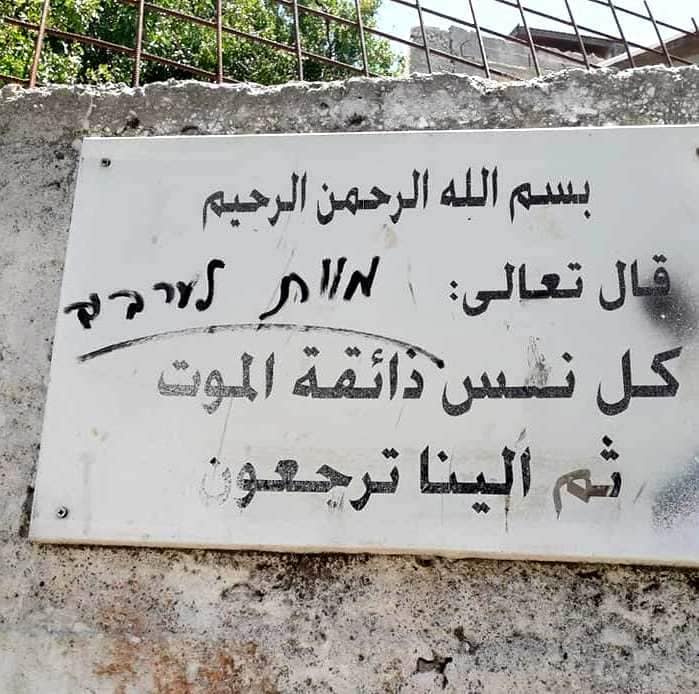 بسم الله الرحمن الرحيم
قال تعالى: מוות לערבים
كل نفس ذائقة الموت
ثم الينا ترجعون